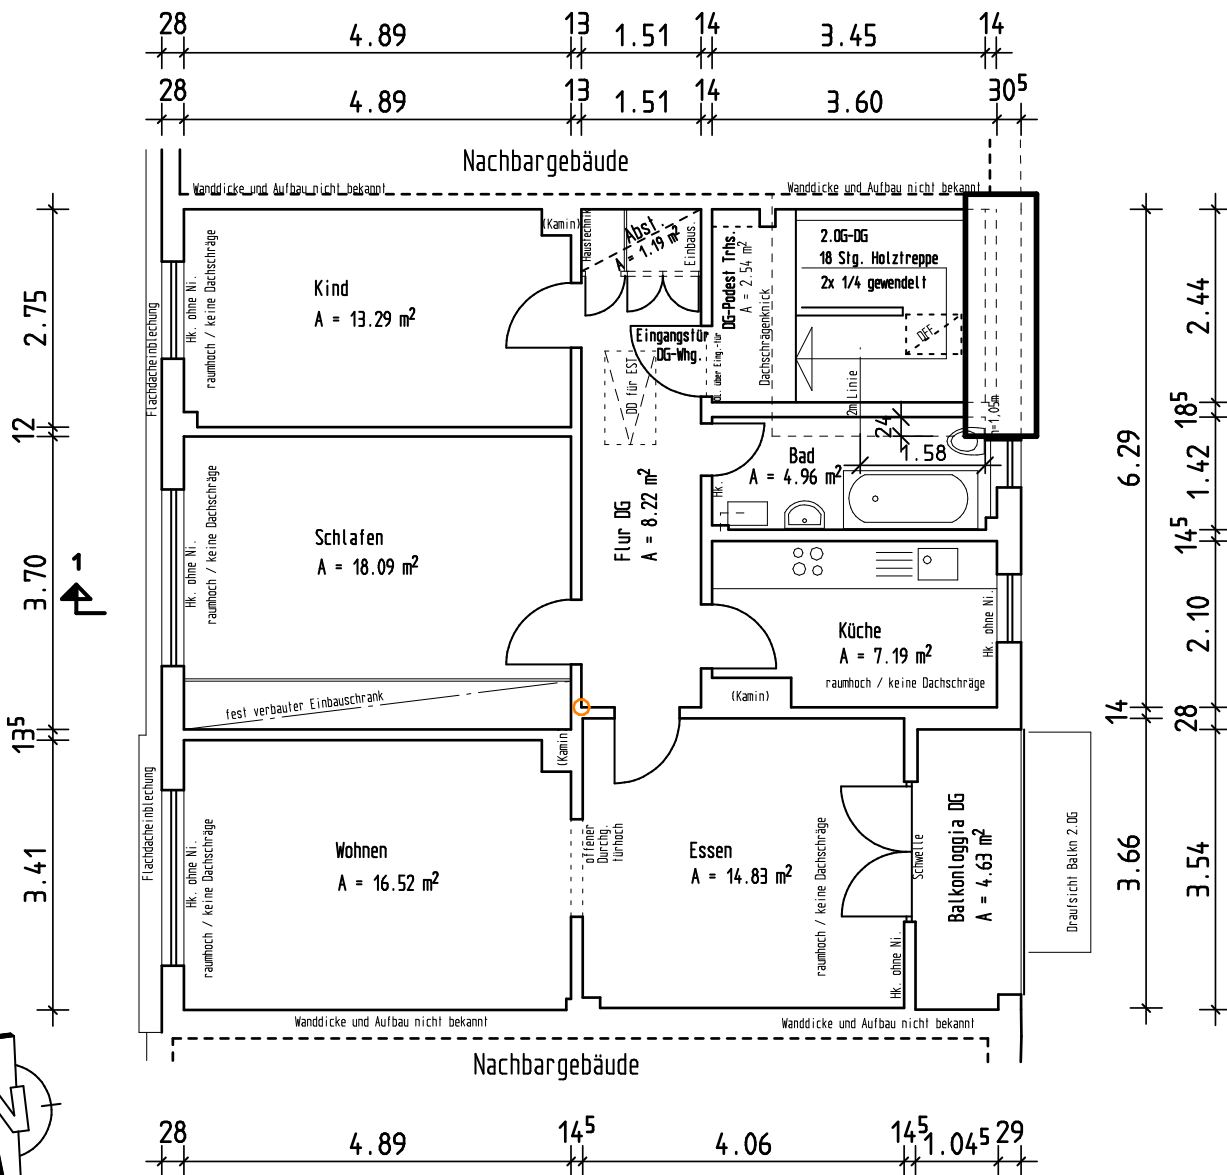 28 4.89 13 1.51 14 3.45 14
28 4.89 13 1.51 14 3.60 30⁵
Nachbargebäude
Wanddicke und Aufbau nicht bekannt
Wanddicke und Aufbau nicht bekannt
2.75
12
3.70
13⁵
3.41
1
Flachdacheinblechung
Flachdacheinblechung
Hk. ohne Ni.
raumhoch / keine Dachschräge
Kind
A = 13.29 m²
(Kamin)
Haustechnik
Abst.
A = 1.19 m²
Einbaus.
DG-Podest Trhs.
A = 2.54 m²
Dachschrägenknick
2.OG-DG
18 Stg. Holztreppe
2x 1/4 gewendelt
OFF
2m Linie
Eingangstür
DG-Whg.
DD für EST
24
1.58
Bad
A = 4.96 m²
Hk.
Hk. ohne Ni.
raumhoch / keine Dachschräge
Schlafen
A = 18.09 m²
fest verbauter Einbauschrank
Flur DG
A = 8.22 m²
Küche
A = 7.19 m²
raumhoch / keine Dachschräge
Hk. ohne Ni.
(Kamin)
(Kamin
Hk. ohne Ni.
raumhoch / keine Dachschräge
Wohnen
A = 16.52 m²
offener
Durchg.
türhoch
Essen
A = 14.83 m²
raumhoch / keine Dachschräge
Hk. ohne Ni.
Schwelle
Balkonloggia DG
A = 4.63 m²
Draufsicht Balkn 2.OG
6.29
14
3.66
2.44
18⁵
1.42
14⁵
2.10
28
3.54
Wanddicke und Aufbau nicht bekannt
Wanddicke und Aufbau nicht bekannt
Nachbargebäude
28 4.89 14⁵ 4.06 14⁵ 1.04⁵ 29